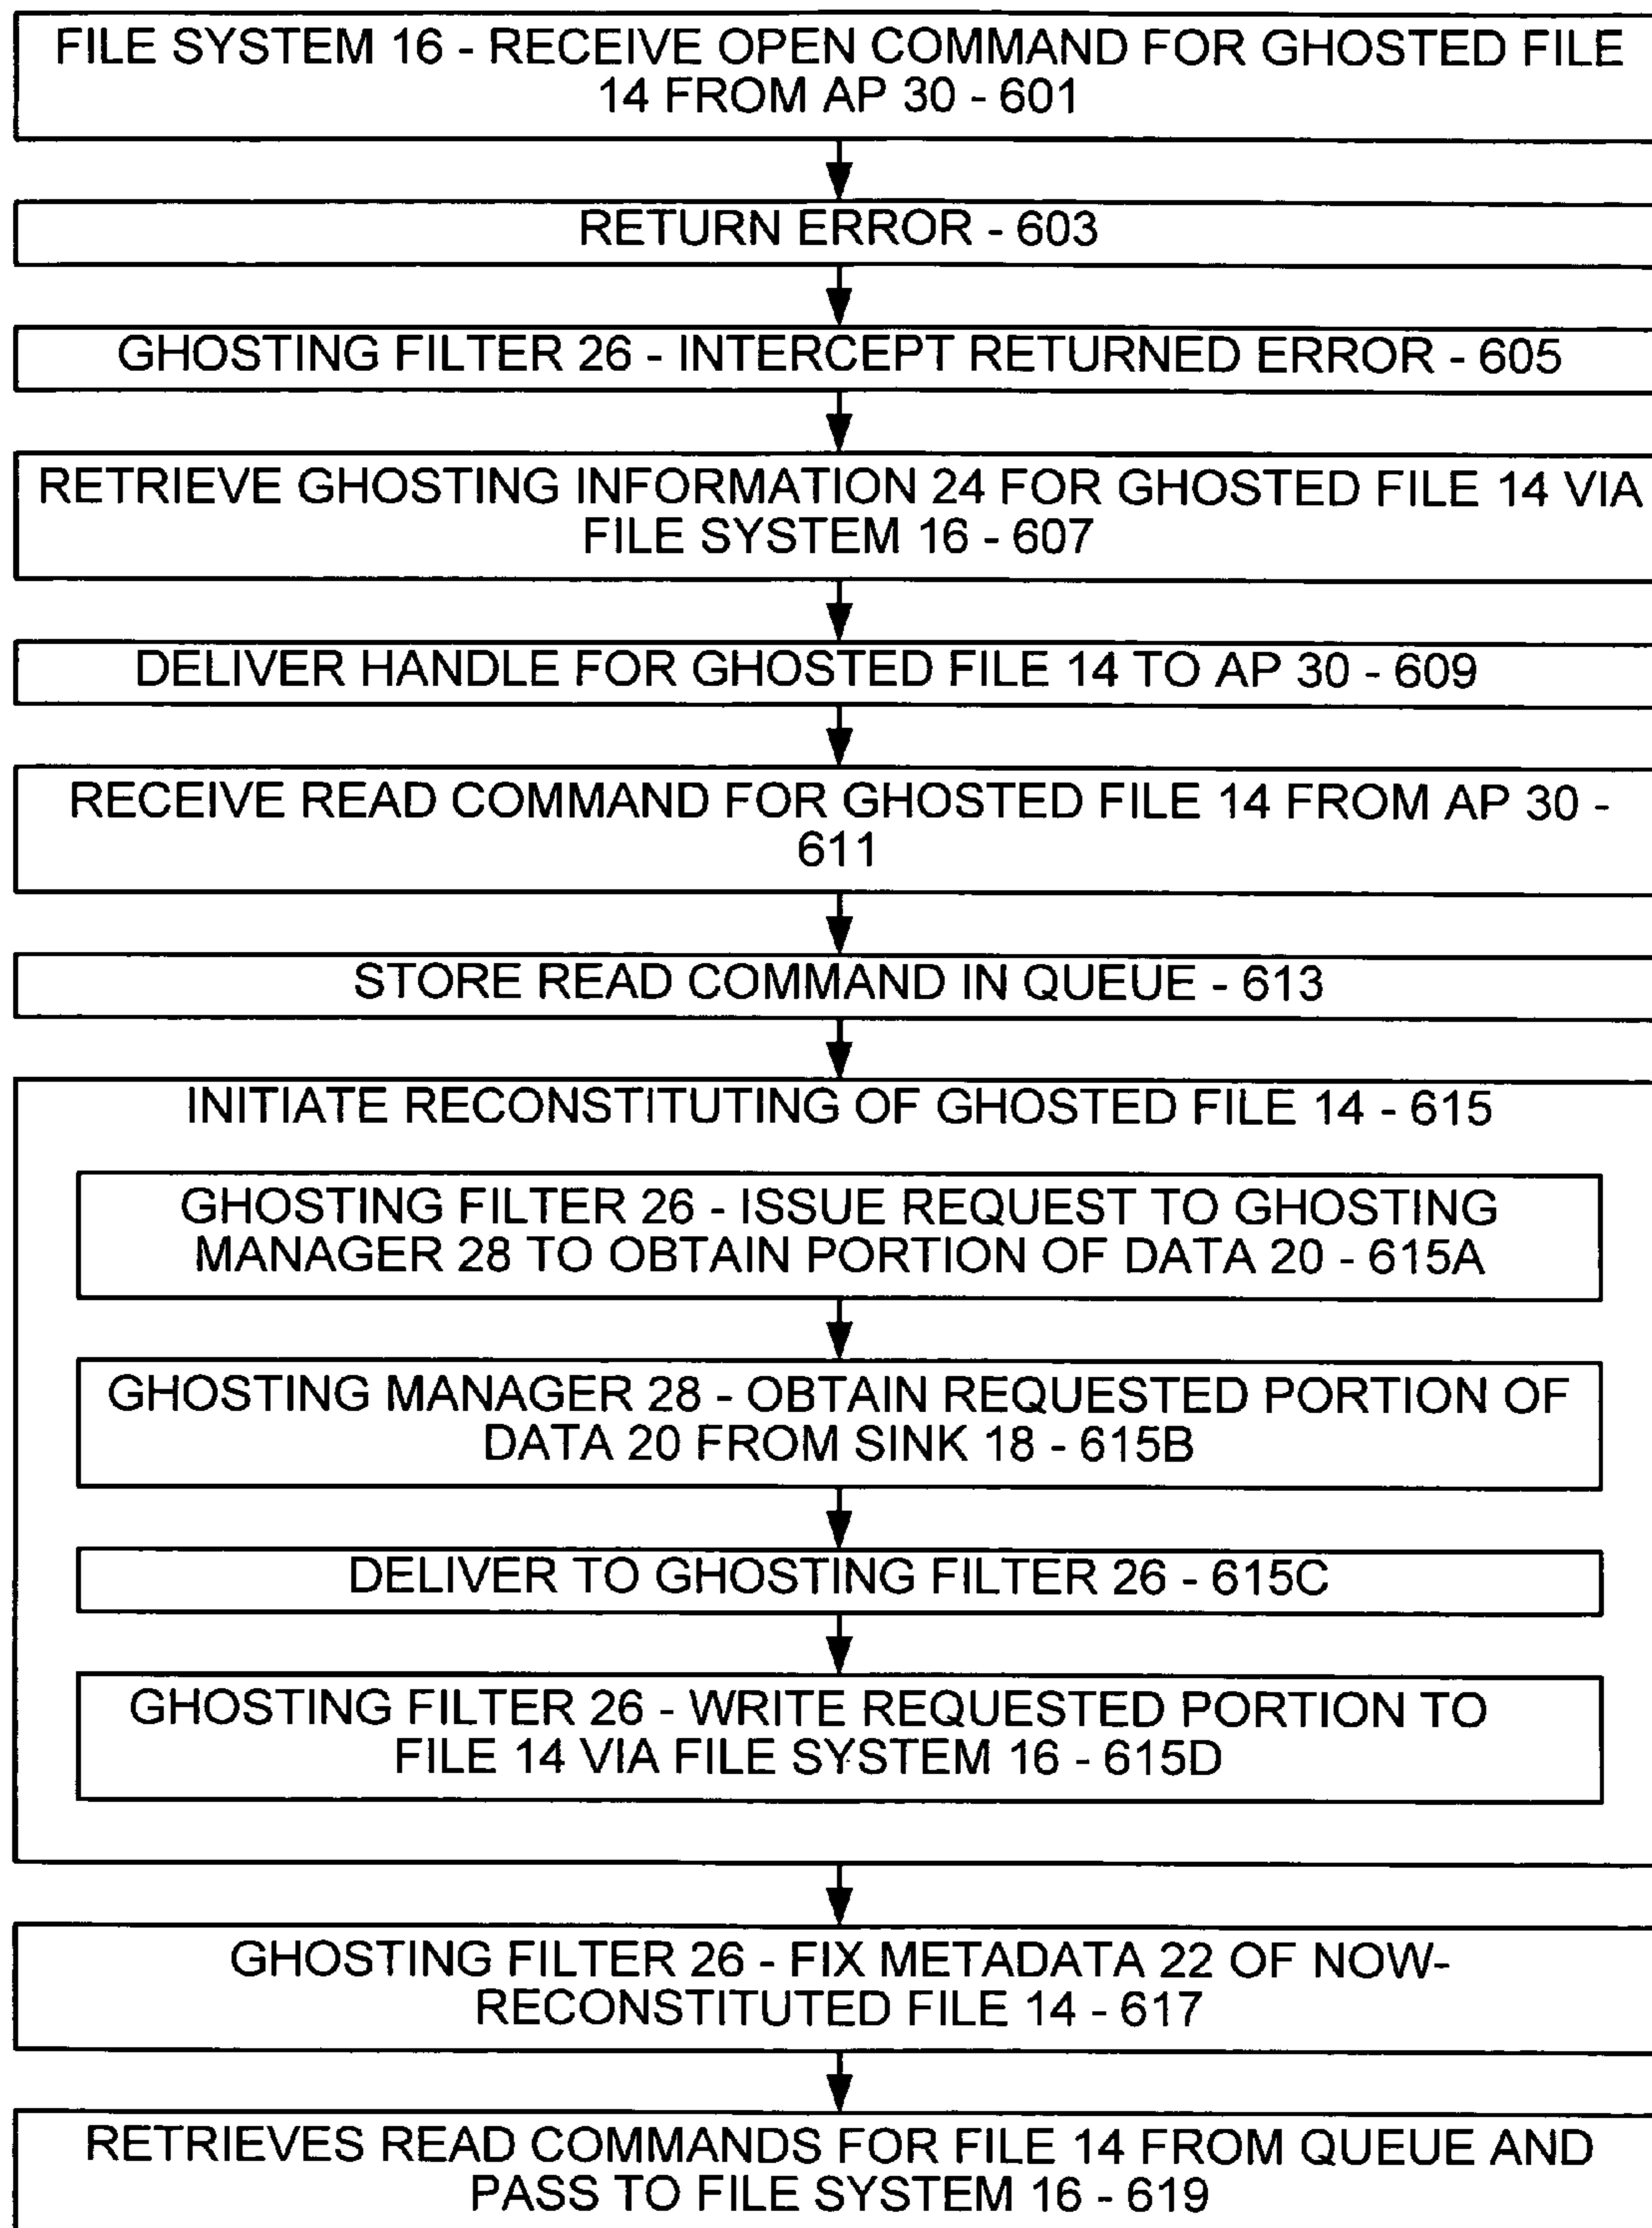 FILE SYSTEM 16 - RECEIVE OPEN COMMAND FOR GHOSTED FILE
14 FROM AP 30 - 601
RETURN ERROR - 603
GHOSTING FILTER 26 - INTERCEPT RETURNED ERROR - 605
RETRIEVE GHOSTING INFORMATION 24 FOR GHOSTED FILE 14 VIA
FILE SYSTEM 16 - 607
DELIVER HANDLE FOR GHOSTED FILE 14 TO AP 30 - 609
RECEIVE READ COMMAND FOR GHOSTED FILE 14 FROM AP 30 -
611
STORE READ COMMAND IN QUEUE - 613
INITIATE RECONSTITUTING OF GHOSTED FILE 14 - 615
GHOSTING FILTER 26 - ISSUE REQUEST TO GHOSTING
MANAGER 28 TO OBTAIN PORTION OF DATA 20 - 615A
GHOSTING MANAGER 28 - OBTAIN REQUESTED PORTION OF
DATA 20 FROM SINK 18 - 615B
DELIVER TO GHOSTING FILTER 26 - 615C
GHOSTING FILTER 26 - WRITE REQUESTED PORTION TO
FILE 14 VIA FILE SYSTEM 16 - 615D
GHOSTING FILTER 26 - FIX METADATA 22 OF NOW-
RECONSTITUTED FILE 14 - 617
RETRIEVES READ COMMANDS FOR FILE 14 FROM QUEUE AND
PASS TO FILE SYSTEM 16 - 619